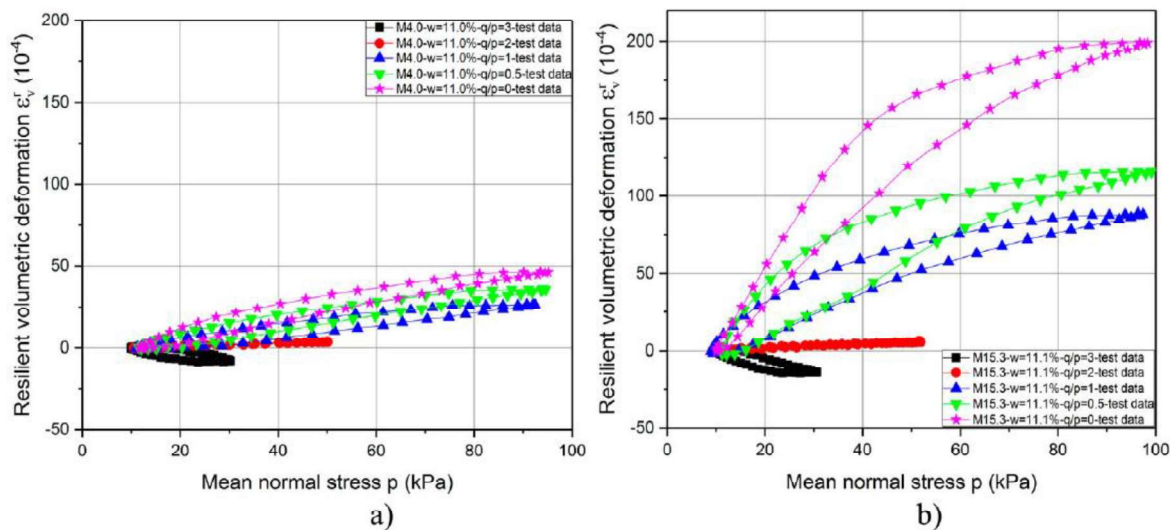 200
150
100
50
0
-50
20
40
60
80
100
Resilient volumetric deformation εᵣᵥ (10⁻⁴)
Mean normal stress p (kPa)
M4.0-w=11.0%-q/p=3-test data
M4.0-w=11.0%-q/p=2-test data
M4.0-w=11.0%-q/p=1-test data
M4.0-w=11.0%-q/p=0.5-test data
M4.0-w=11.0%-q/p=0-test data
a)
200
150
100
50
0
-50
20
40
60
80
100
Resilient volumetric deformation εᵣᵥ (10⁻⁴)
Mean normal stress p (kPa)
M15.3-w=11.1%-q/p=3-test data
M15.3-w=11.1%-q/p=2-test data
M15.3-w=11.1%-q/p=1-test data
M15.3-w=11.1%-q/p=0.5-test data
M15.3-w=11.1%-q/p=0-test data
b)